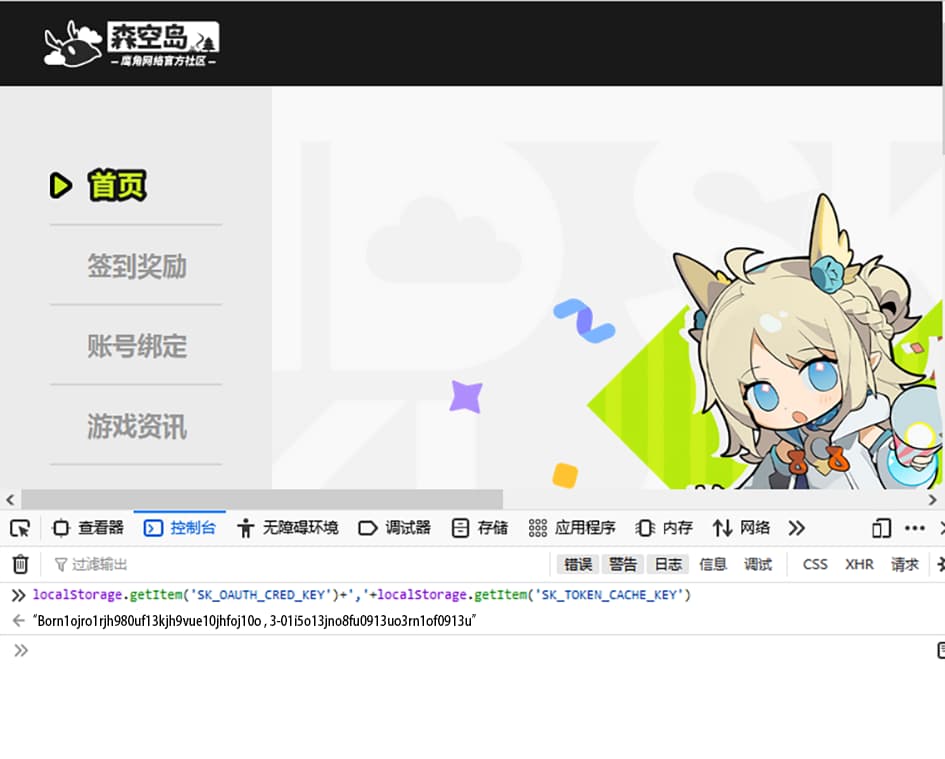 森空岛
鹰角网络官方社区
首页
签到奖励
账号绑定
游戏资讯
查看器 控制台 无障碍环境 调试器 存储 应用程序 内存 网络
过滤输出 错误 警告 日志 信息 调试 CSS XHR 请求
localStorage.getItem('SK_OAUTH_CRED_KEY')+','+localStorage.getItem('SK_TOKEN_CACHE_KEY')
"Born1ojro1rjh980uf13kjh9vue10jhfoj10o , 3-01i5o13jno8fu0913uo3rn1of0913u"